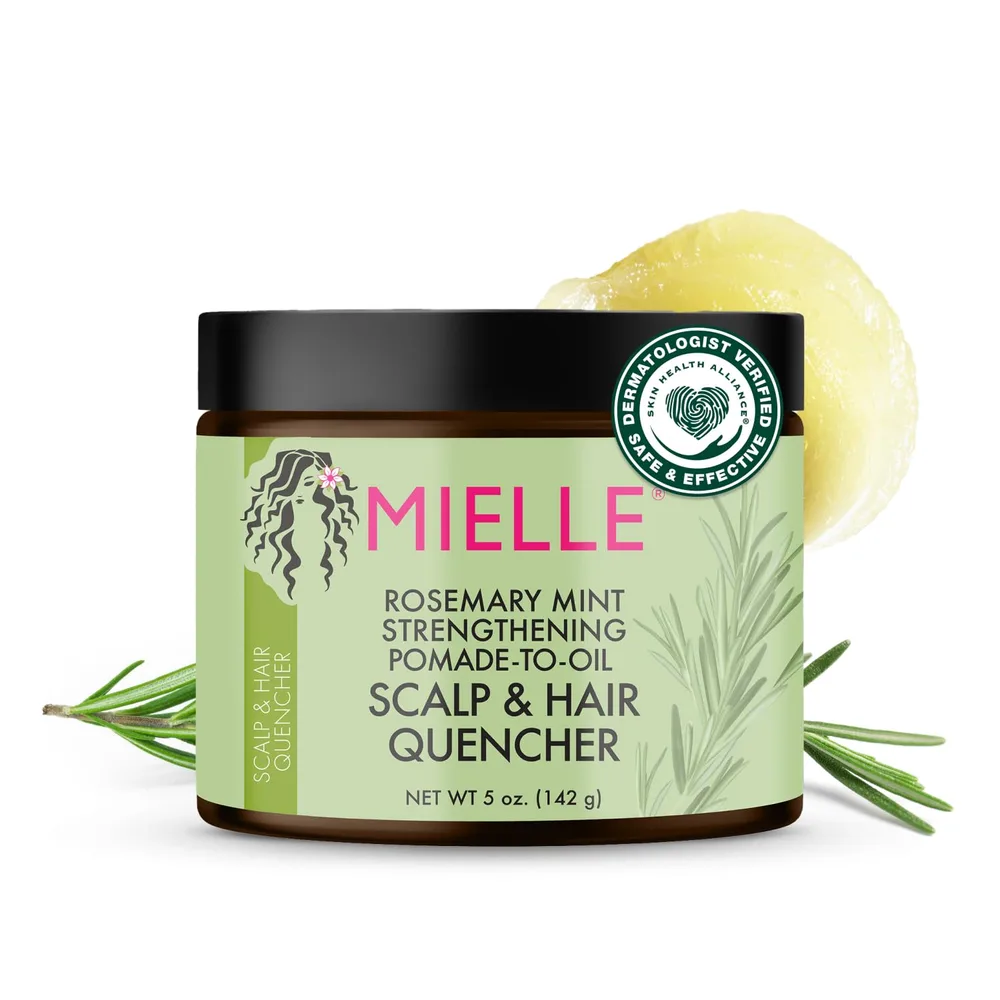 DERMATOLOGIST VERIFIED
SKIN HEALTH ALLIANCE®
SAFE & EFFECTIVE
MIELLE®
ROSEMARY MINT
STRENGTHENING
POMADE-TO-OIL
SCALP & HAIR
QUENCHER
NET WT 5 oz. (142 g)
SCALP & HAIR
QUENCHER